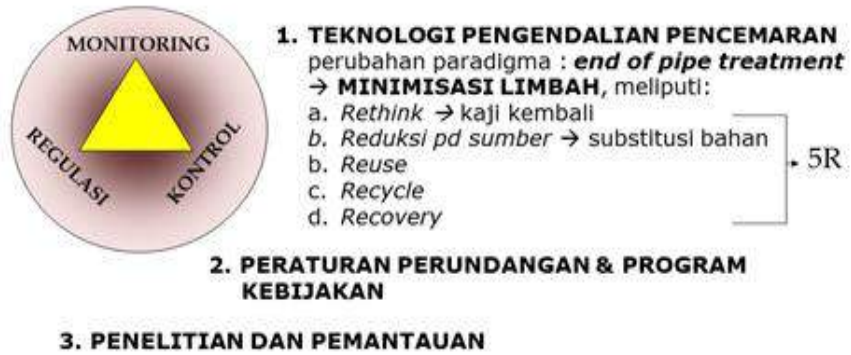 MONITORING
REGULASI
KONTROL
1. TEKNOLOGI PENGENDALIAN PENCEMARAN
perubahan paradigma : end of pipe treatment
→ MINIMISASI LIMBAH, meliputi:
a. Rethink → kaji kembali
b. Reduksi pd sumber → substitusi bahan
b. Reuse
c. Recycle
d. Recovery
5R
2. PERATURAN PERUNDANGAN & PROGRAM
KEBIJAKAN
3. PENELITIAN DAN PEMANTAUAN